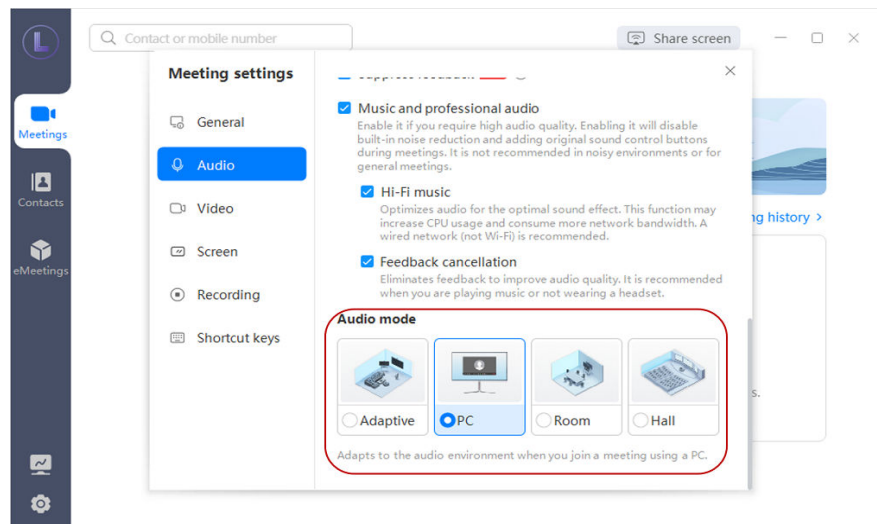 L
Contact or mobile number
Share screen
Meetings
Contacts
eMeetings
Meeting settings
General
Audio
Video
Screen
Recording
Shortcut keys
Music and professional audio
Enable it if you require high audio quality. Enabling it will disable
built-in noise reduction and adding original sound control buttons
during meetings. It is not recommended in noisy environments or for
general meetings.
Hi-Fi music
Optimizes audio for the optimal sound effect. This function may
increase CPU usage and consume more network bandwidth. A
wired network (not Wi-Fi) is recommended.
Feedback cancellation
Eliminates feedback to improve audio quality. It is recommended
when you are playing music or not wearing a headset.
Audio mode
Adaptive
PC
Room
Hall
Adapts to the audio environment when you join a meeting using a PC.
history >
s.